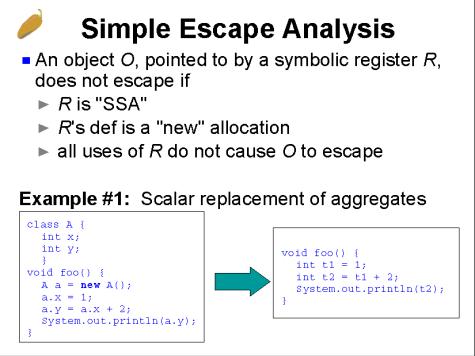 Simple Escape Analysis
An object O, pointed to by a symbolic register R,
does not escape if
R is "SSA"
R's def is a "new" allocation
all uses of R do not cause O to escape
Example #1: Scalar replacement of aggregates
class A {
int x;
int y;
}
void foo() {
A a = new A();
a.x = 1;
a.y = a.x + 2;
System.out.println(a.y);
}
void foo() {
int t1 = 1;
int t2 = t1 + 2;
System.out.println(t2);
}